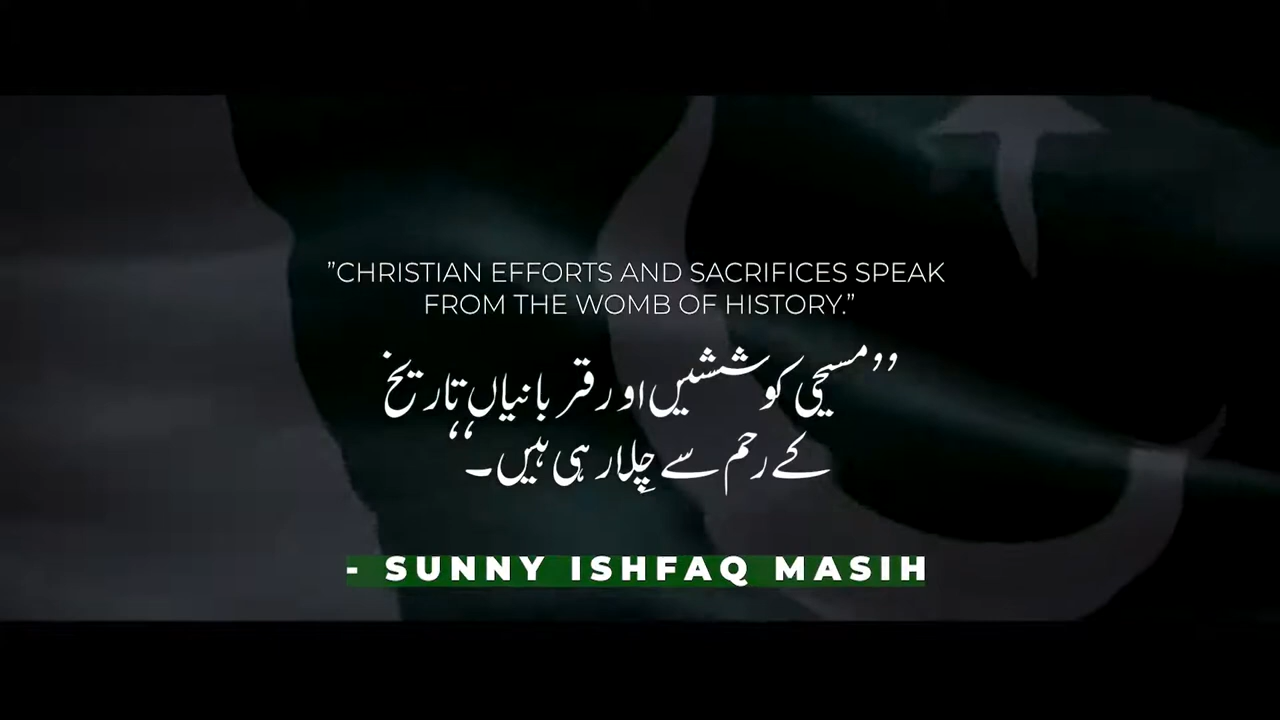 ”CHRISTIAN EFFORTS AND SACRIFICES SPEAK
FROM THE WOMB OF HISTORY.”
”مسیحی کوششیں اور قربانیاں تاریخ
کے رحم سے چِلا رہی ہیں۔“
- SUNNY ISHFAQ MASIH